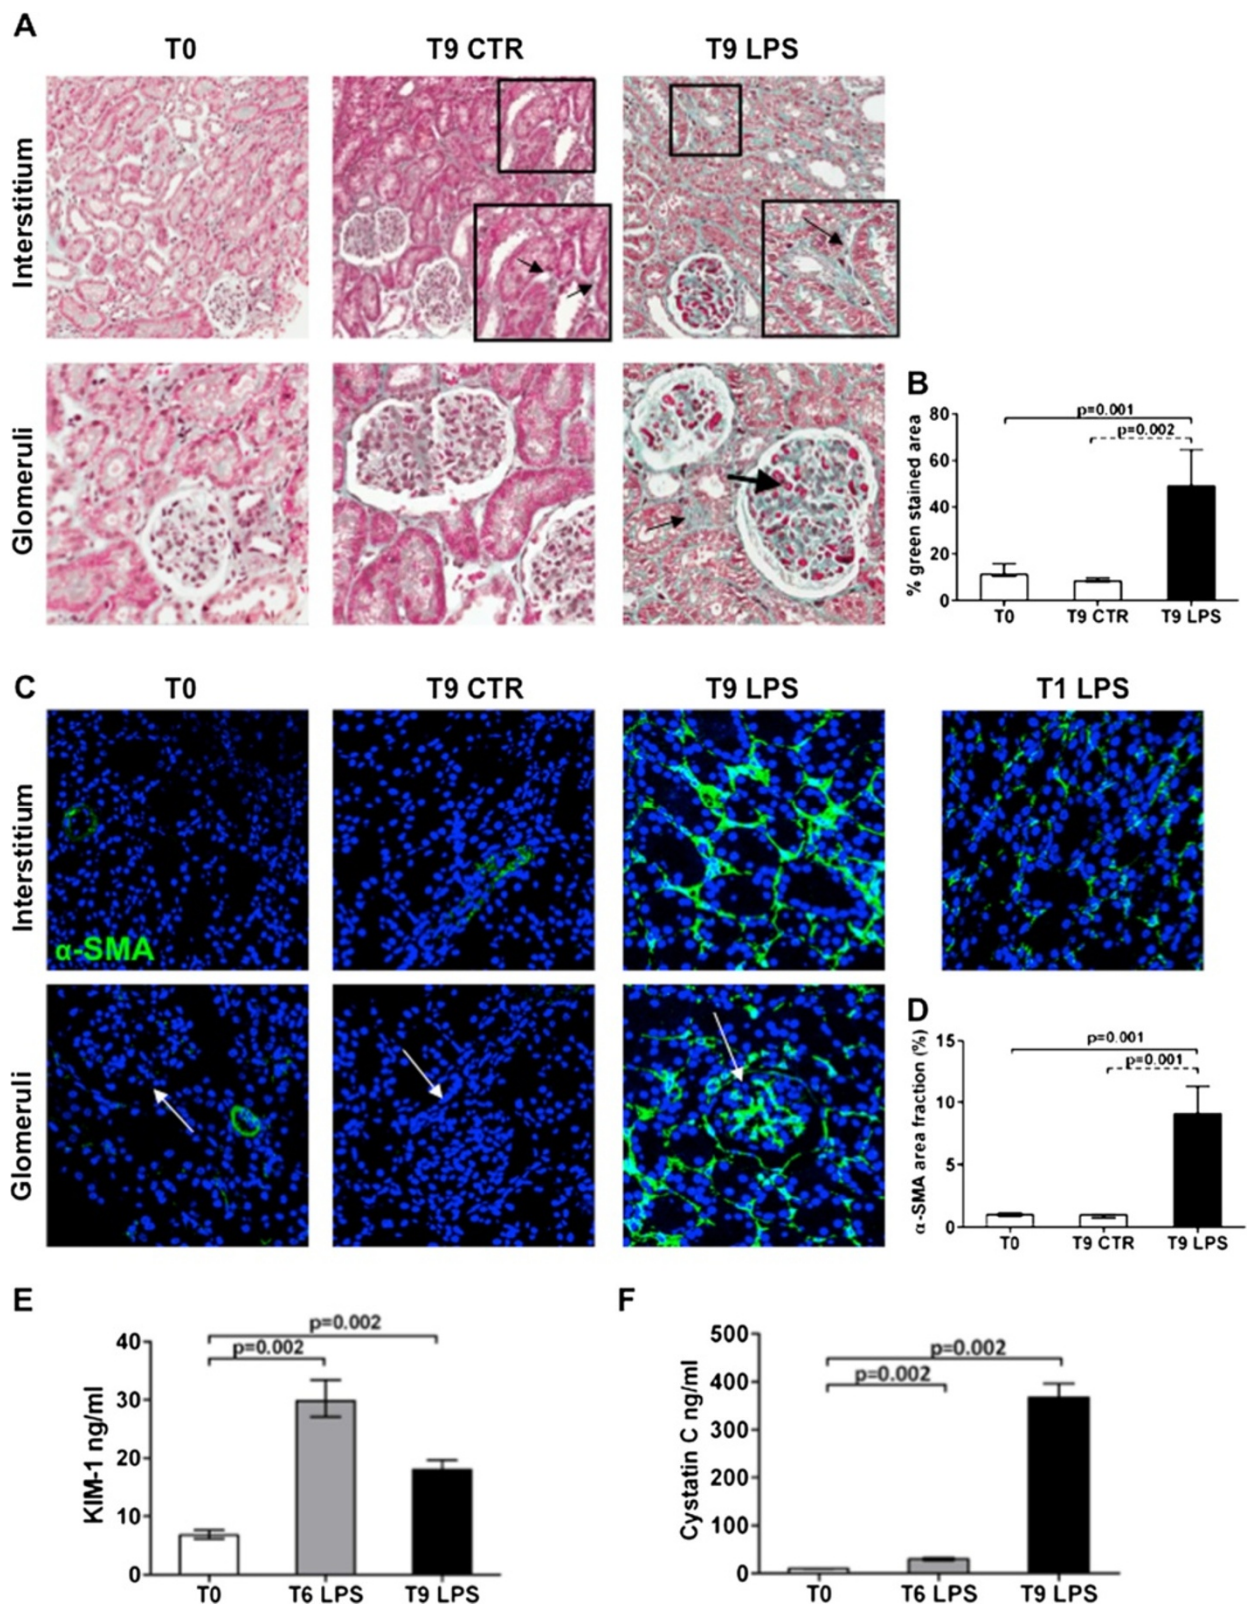 A
T0 T9 CTR T9 LPS
Interstitium
Glomeruli
B
% green stained area
80
60
40
20
0
p=0.001
p=0.002
T0 T9 CTR T9 LPS
C
T0 T9 CTR T9 LPS T1 LPS
Interstitium
α-SMA
Glomeruli
D
α-SMA area fraction (%)
15
10
5
0
p=0.001
p=0.001
T0 T9 CTR T9 LPS
E
KIM-1 ng/ml
40
30
20
10
0
p=0.002
p=0.002
T0 T6 LPS T9 LPS
F
Cystatin C ng/ml
500
400
300
200
100
0
p=0.002
p=0.002
T0 T6 LPS T9 LPS